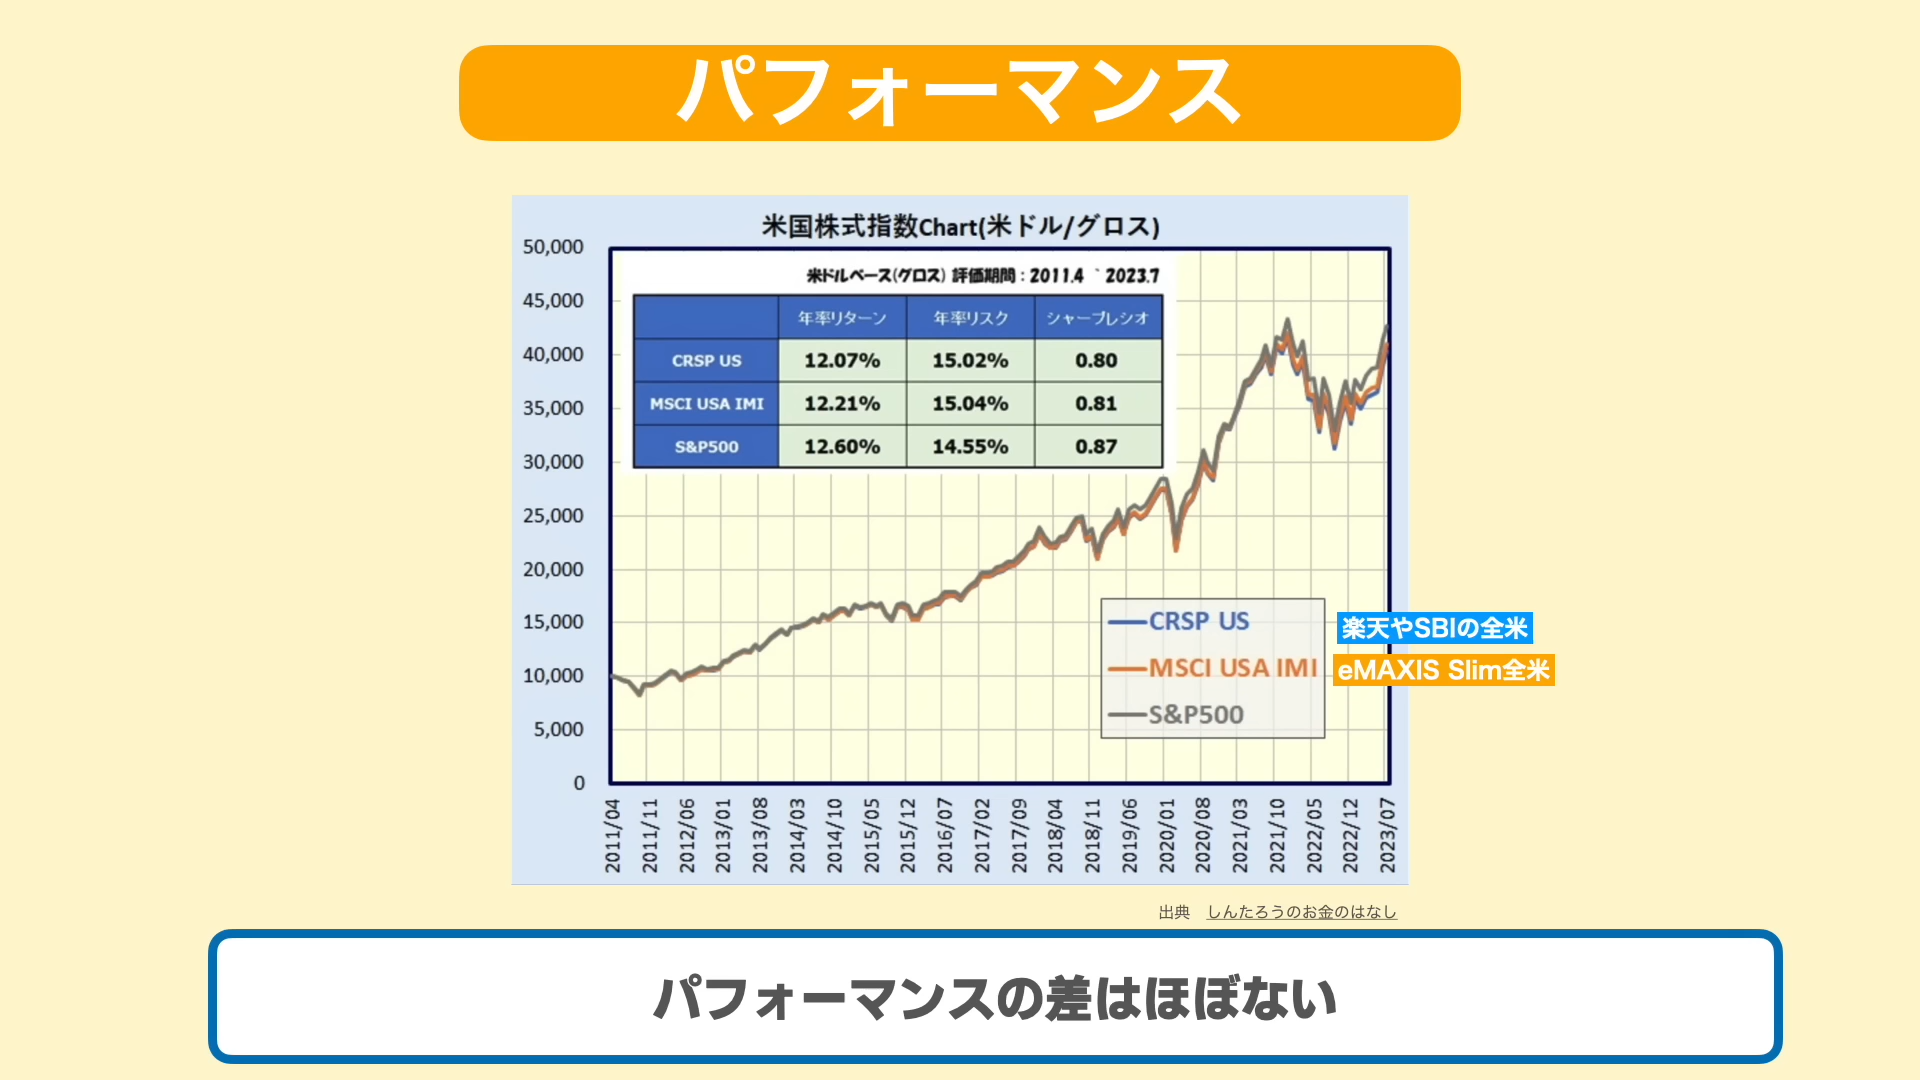 パフォーマンス
米国株式指数Chart(米ドル/グロス)
米ドルベース(グロス) 評価期間：2011.4 ~ 2023.7
年率リターン 年率リスク シャープレシオ
CRSP US 12.07% 15.02% 0.80
MSCI USA IMI 12.21% 15.04% 0.81
S&P500 12.60% 14.55% 0.87
50,000
45,000
40,000
35,000
30,000
25,000
20,000
15,000
10,000
5,000
0
CRSP US
楽天やSBIの全米
MSCI USA IMI
eMAXIS Slim全米
S&P500
2011/04
2011/11
2012/06
2013/01
2013/08
2014/03
2014/10
2015/05
2015/12
2016/07
2017/02
2017/09
2018/04
2018/11
2019/06
2020/01
2020/08
2021/03
2021/10
2022/05
2022/12
2023/07
出典 しんたろうのお金のはなし
パフォーマンスの差はほぼない